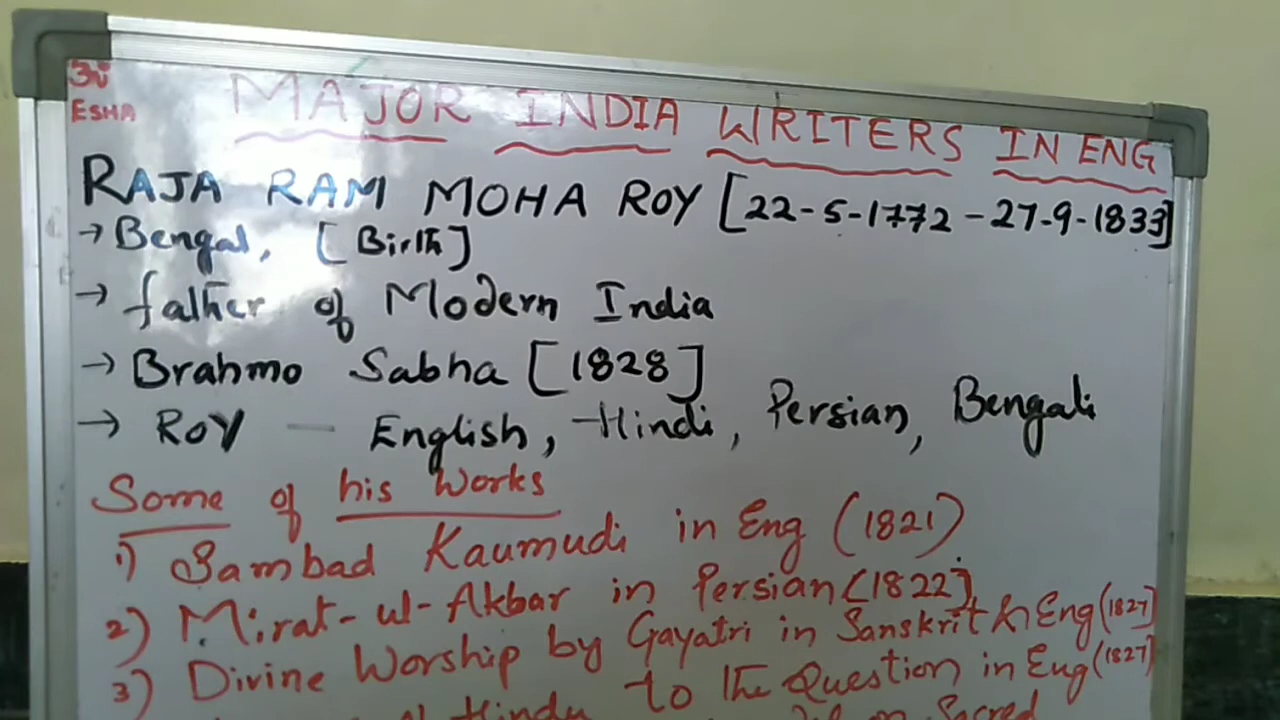 ॐ
ESHA
MAJOR INDIA WRITERS IN ENG
RAJA RAM MOHA ROY [22-5-1772 - 27-9-1833]
→ Bengal, [Birth]
→ father of Modern India
→ Brahmo Sabha [1828]
→ ROY — English, Hindi, Persian, Bengali
Some of his Works
1) Sambad Kaumudi in Eng (1821)
2) Mirat-ul-Akbar in Persian (1822)
3) Divine Worship by Gayatri in Sanskrit & Eng (1827)
Hindu to the Question in Eng (1827)
Sacred